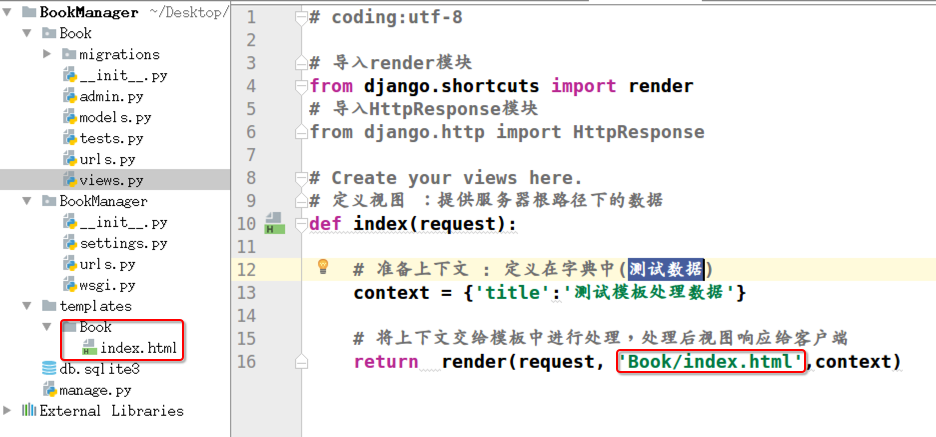 BookManager ~/Desktop/
Book
migrations
__init__.py
admin.py
models.py
tests.py
urls.py
views.py
BookManager
__init__.py
settings.py
urls.py
wsgi.py
templates
Book
index.html
db.sqlite3
manage.py
External Libraries
1 # coding:utf-8
2
3 # 导入render模块
4 from django.shortcuts import render
5 # 导入HttpResponse模块
6 from django.http import HttpResponse
7
8 # Create your views here.
9 # 定义视图 ：提供服务器根路径下的数据
10 def index(request):
11
12 # 准备上下文 : 定义在字典中(测试数据)
13 context = {'title':'测试模板处理数据'}
14
15 # 将上下文交给模板中进行处理，处理后视图响应给客户端
16 return render(request, 'Book/index.html',context)